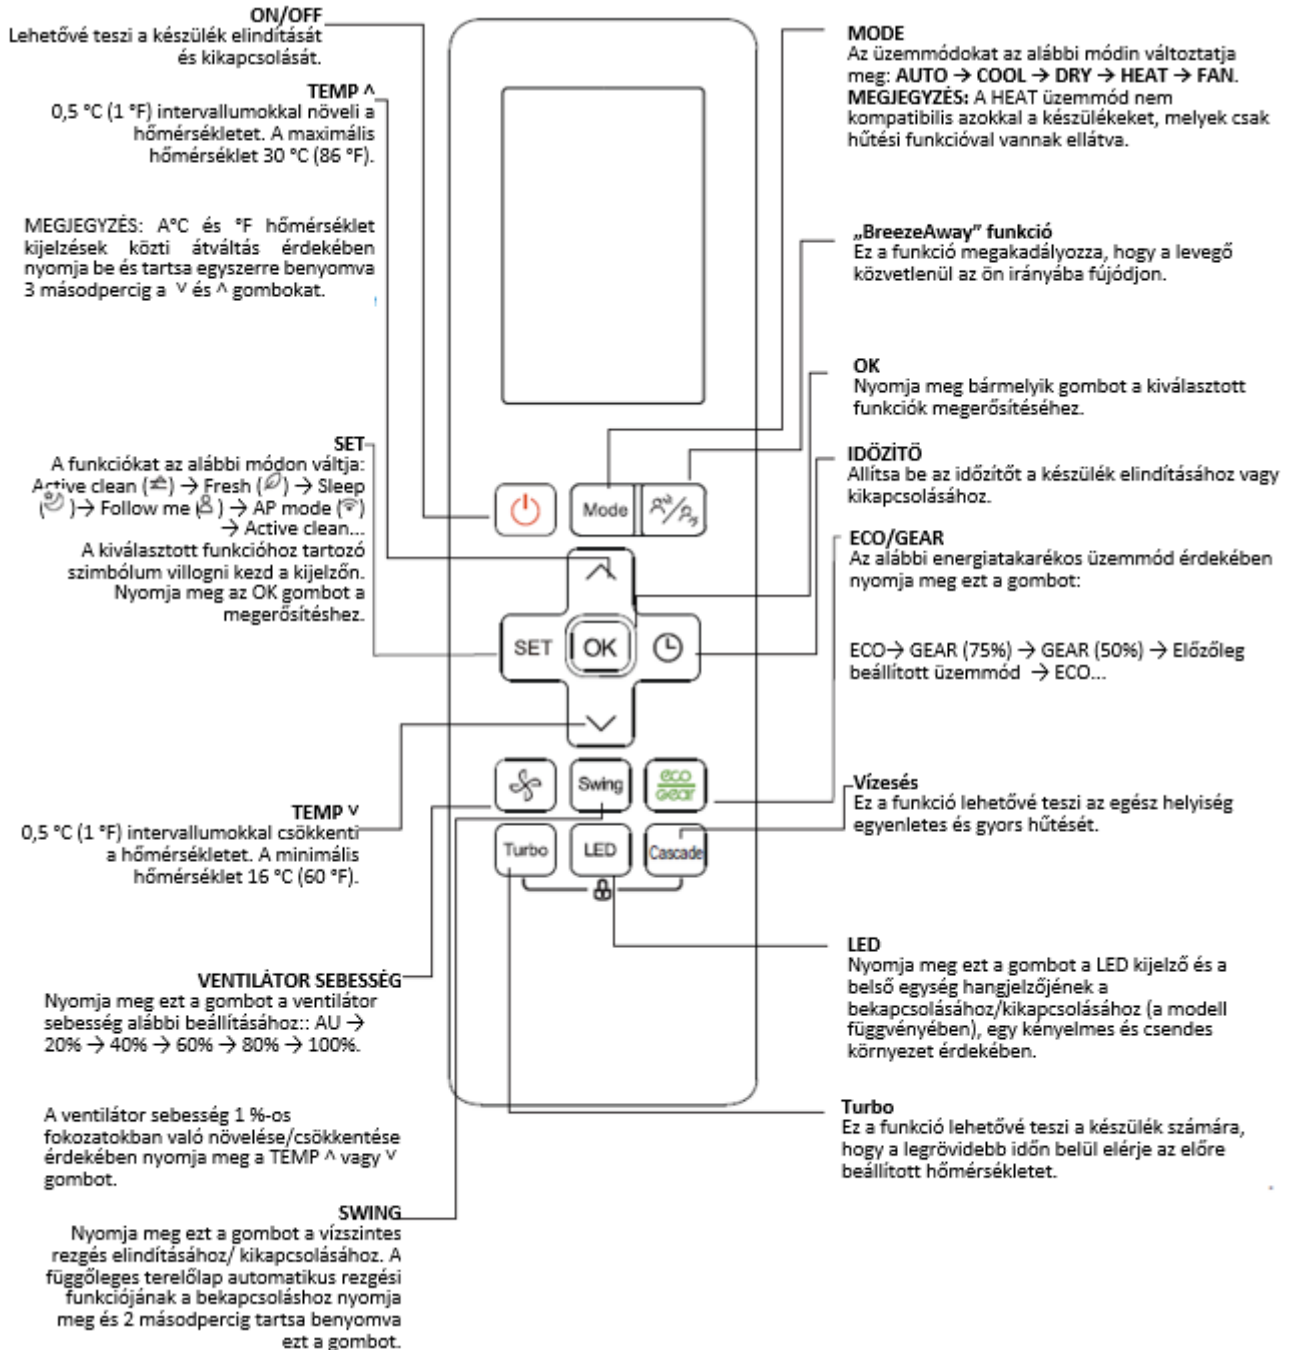 ON/OFF
Lehetővé teszi a készülék elindítását
és kikapcsolását.
TEMP ^
0,5 °C (1 °F) intervallumokkal növeli a
hőmérsékletet. A maximális
hőmérséklet 30 °C (86 °F).
MEGJEGYZÉS: A°C és °F hőmérséklet
kijelzések közti átváltás érdekében
nyomja be és tartsa egyszerre benyomva
3 másodpercig a ˅ és ^ gombokat.
SET
A funkciókat az alábbi módon váltja:
Active clean ( ) → Fresh ( ) → Sleep
( )→ Follow me ( ) → AP mode ( )
→ Active clean...
A kiválasztott funkcióhoz tartozó
szimbólum villogni kezd a kijelzőn.
Nyomja meg az OK gombot a
megerősítéshez.
TEMP ˅
0,5 °C (1 °F) intervallumokkal csökkenti
a hőmérsékletet. A minimális
hőmérséklet 16 °C (60 °F).
VENTILÁTOR SEBESSÉG
Nyomja meg ezt a gombot a ventilátor
sebesség alábbi beállításához:: AU →
20% → 40% → 60% → 80% → 100%.
A ventilátor sebesség 1 %-os
fokozatokban való növelése/csökkentése
érdekében nyomja meg a TEMP ^ vagy ˅
gombot.
SWING
Nyomja meg ezt a gombot a vízszintes
rezgés elindításához/ kikapcsolásához. A
függőleges terelőlap automatikus rezgési
funkciójának a bekapcsoláshoz nyomja
meg és 2 másodpercig tartsa benyomva
ezt a gombot.
Mode
SET
OK
Swing
eco
gear
Turbo
LED
Cascade
MODE
Az üzemmódokat az alábbi módin változtatja
meg: AUTO → COOL → DRY → HEAT → FAN.
MEGJEGYZÉS: A HEAT üzemmód nem
kompatibilis azokkal a készülékeket, melyek csak
hűtési funkcióval vannak ellátva.
„BreezeAway" funkció
Ez a funkció megakadályozza, hogy a levegő
közvetlenül az ön irányába fújódjon.
OK
Nyomja meg bármelyik gombot a kiválasztott
funkciók megerősítéséhez.
IDŐZÍTŐ
Allítsa be az időzítőt a készülék elindításához vagy
kikapcsolásához.
ECO/GEAR
Az alábbi energiatakarékos üzemmód érdekében
nyomja meg ezt a gombot:
ECO→ GEAR (75%) → GEAR (50%) → Előzőleg
beállított üzemmód → ECO...
Vízesés
Ez a funkció lehetővé teszi az egész helyiség
egyenletes és gyors hűtését.
LED
Nyomja meg ezt a gombot a LED kijelző és a
belső egység hangjelzőjének a
bekapcsolásához/kikapcsolásához (a modell
függvényében), egy kényelmes és csendes
környezet érdekében.
Turbo
Ez a funkció lehetővé teszi a készülék számára,
hogy a legrövidebb időn belül elérje az előre
beállított hőmérsékletet.